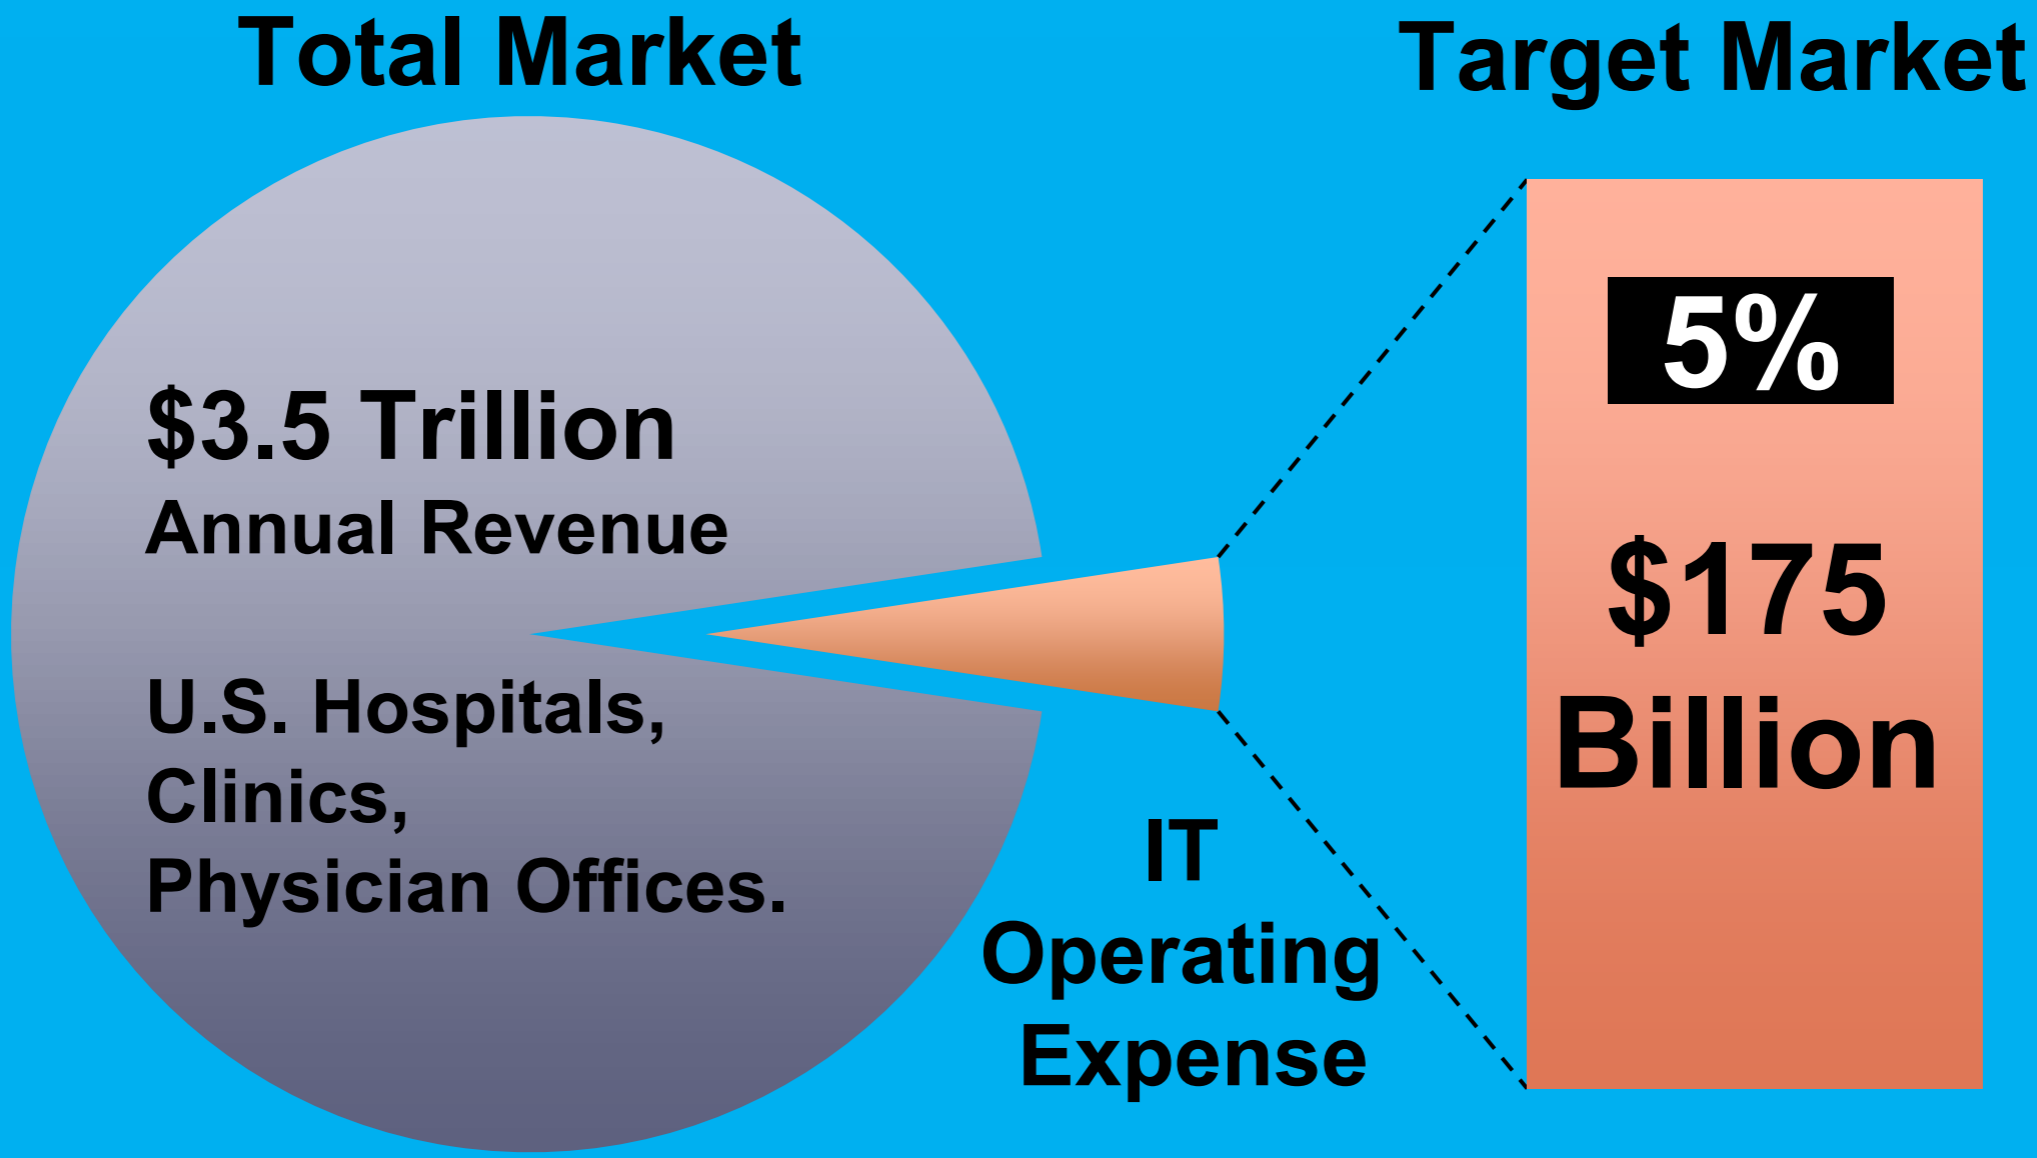 Total Market
$3.5 Trillion
Annual Revenue
U.S. Hospitals,
Clinics,
Physician Offices.
IT
Operating
Expense
Target Market
5%
$175
Billion